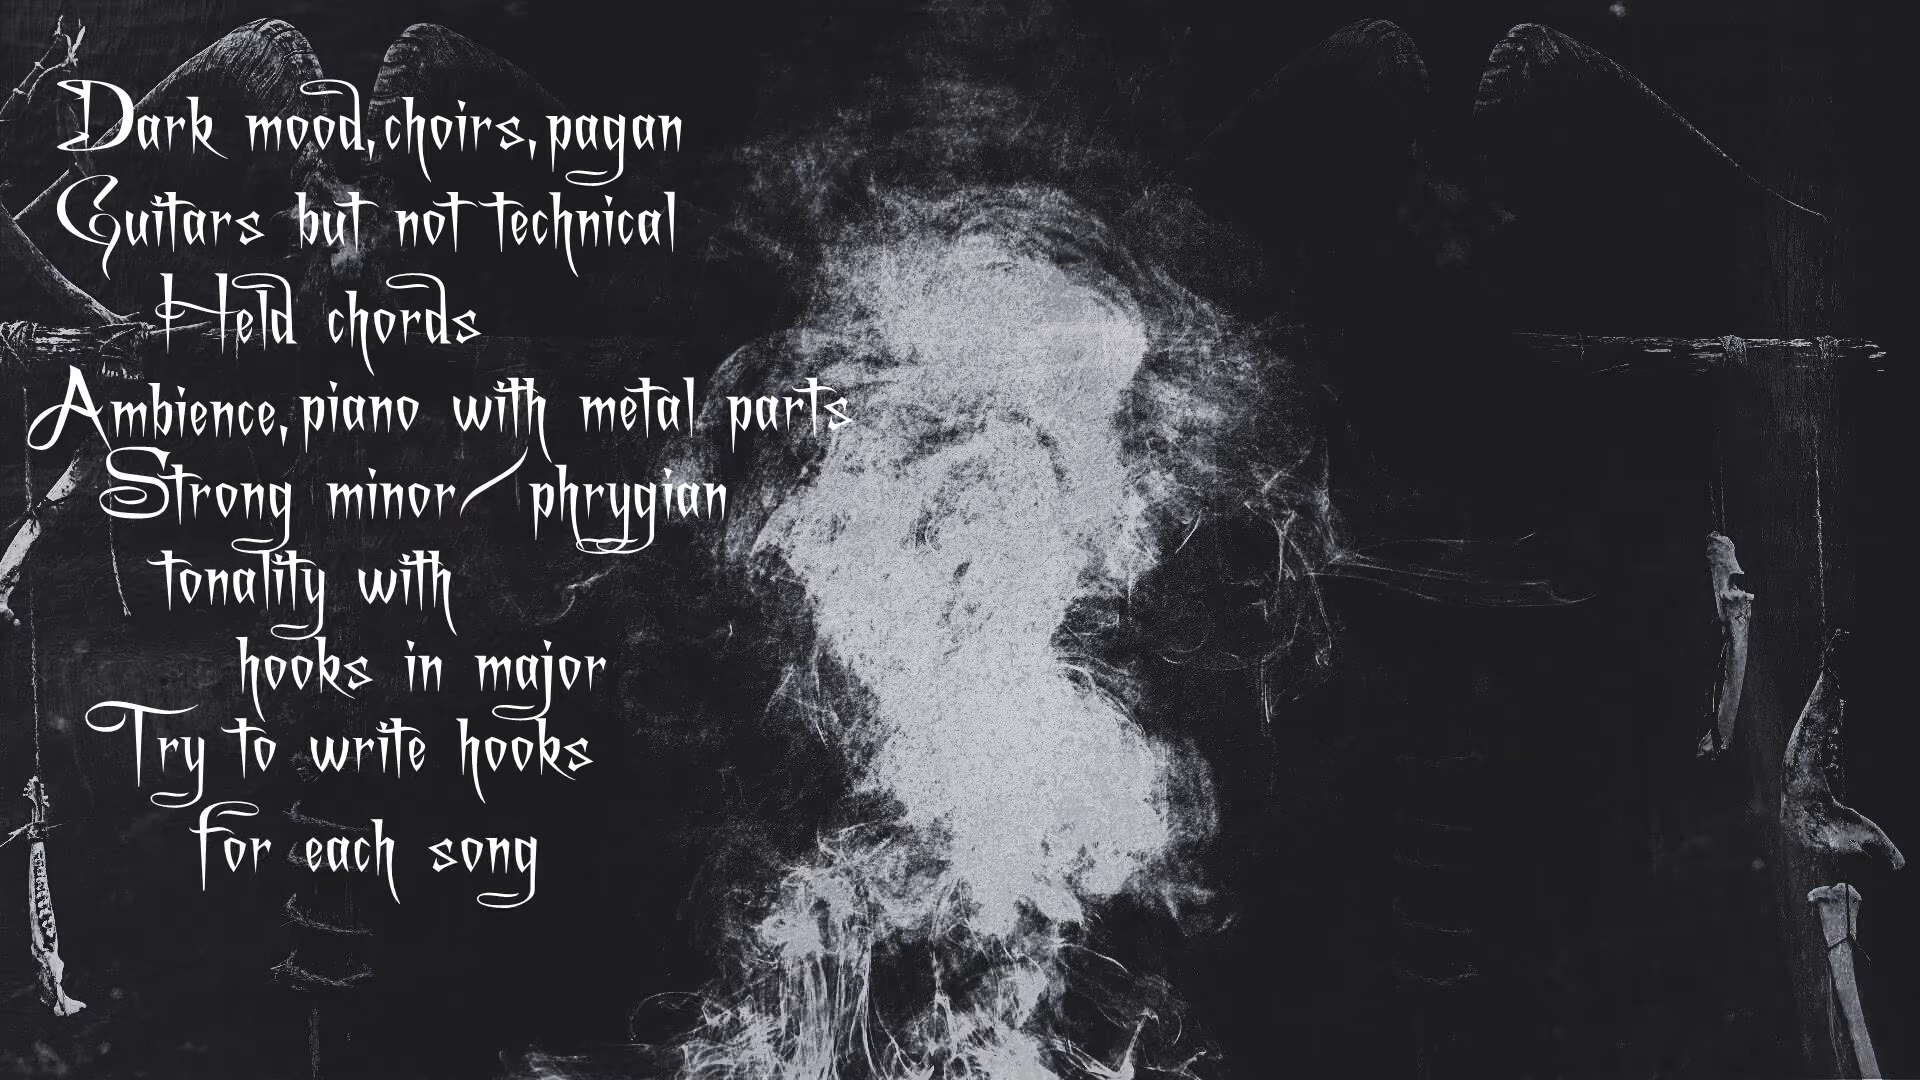 Dark mood, choirs, pagan
Guitars but not technical
Held chords
Ambience, piano with metal parts
Strong minor/phrygian
tonality with
hooks in major
Try to write hooks
for each song